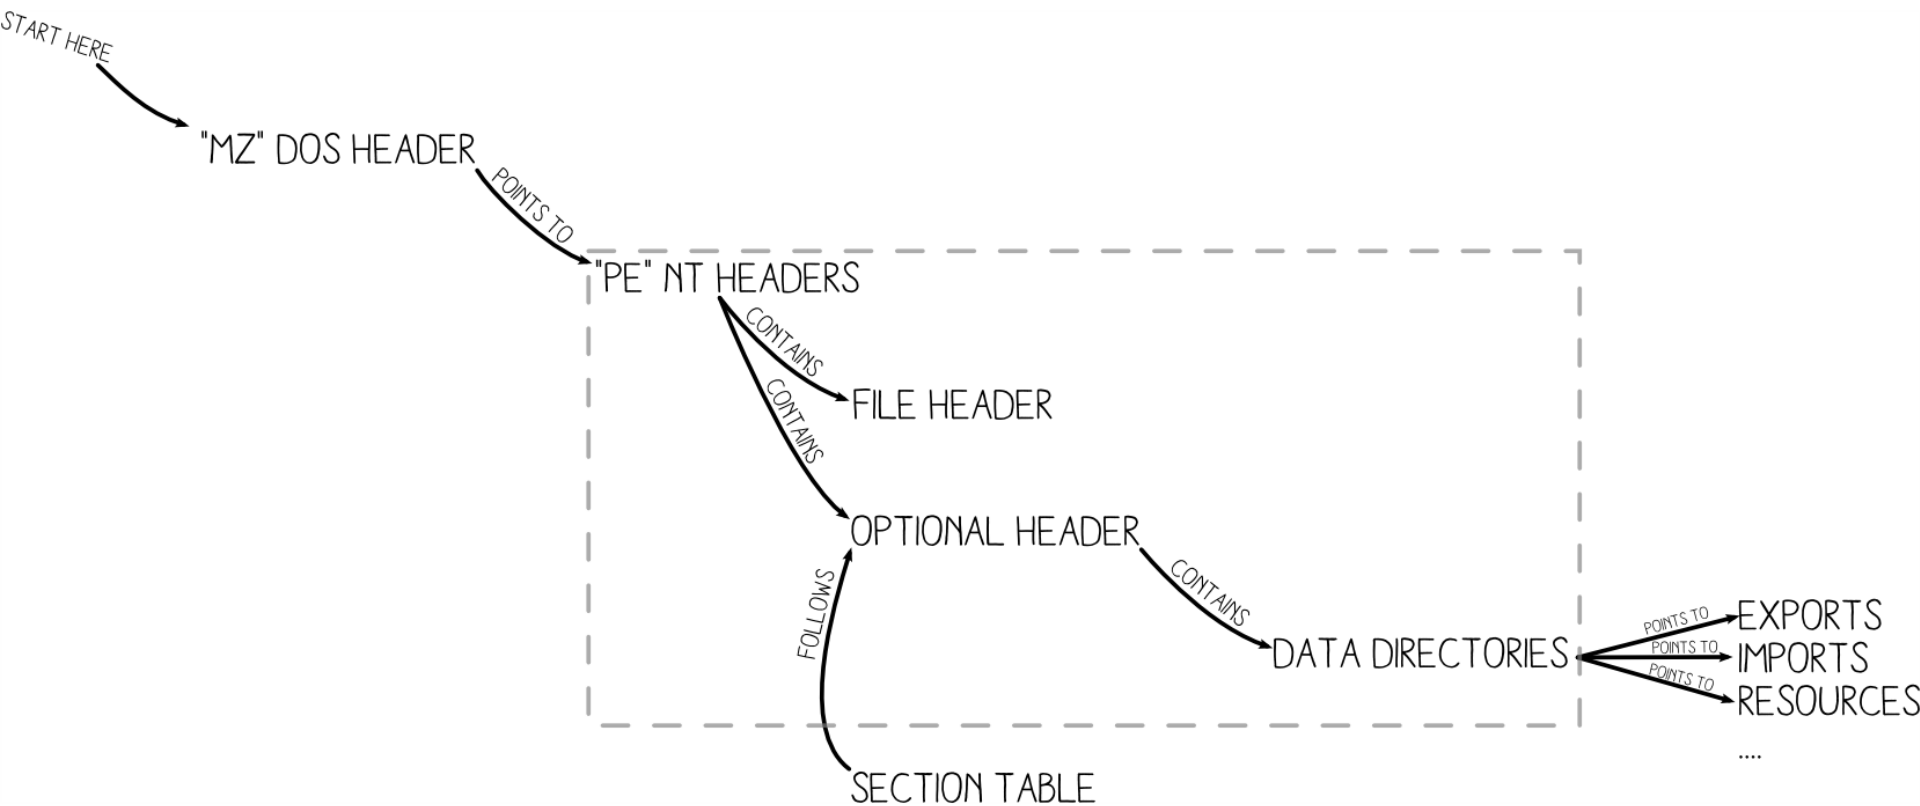 START HERE
"MZ" DOS HEADER
POINTS TO
"PE" NT HEADERS
CONTAINS
CONTAINS
FILE HEADER
OPTIONAL HEADER
FOLLOWS
CONTAINS
DATA DIRECTORIES
POINTS TO
EXPORTS
POINTS TO
IMPORTS
POINTS TO
RESOURCES
....
SECTION TABLE